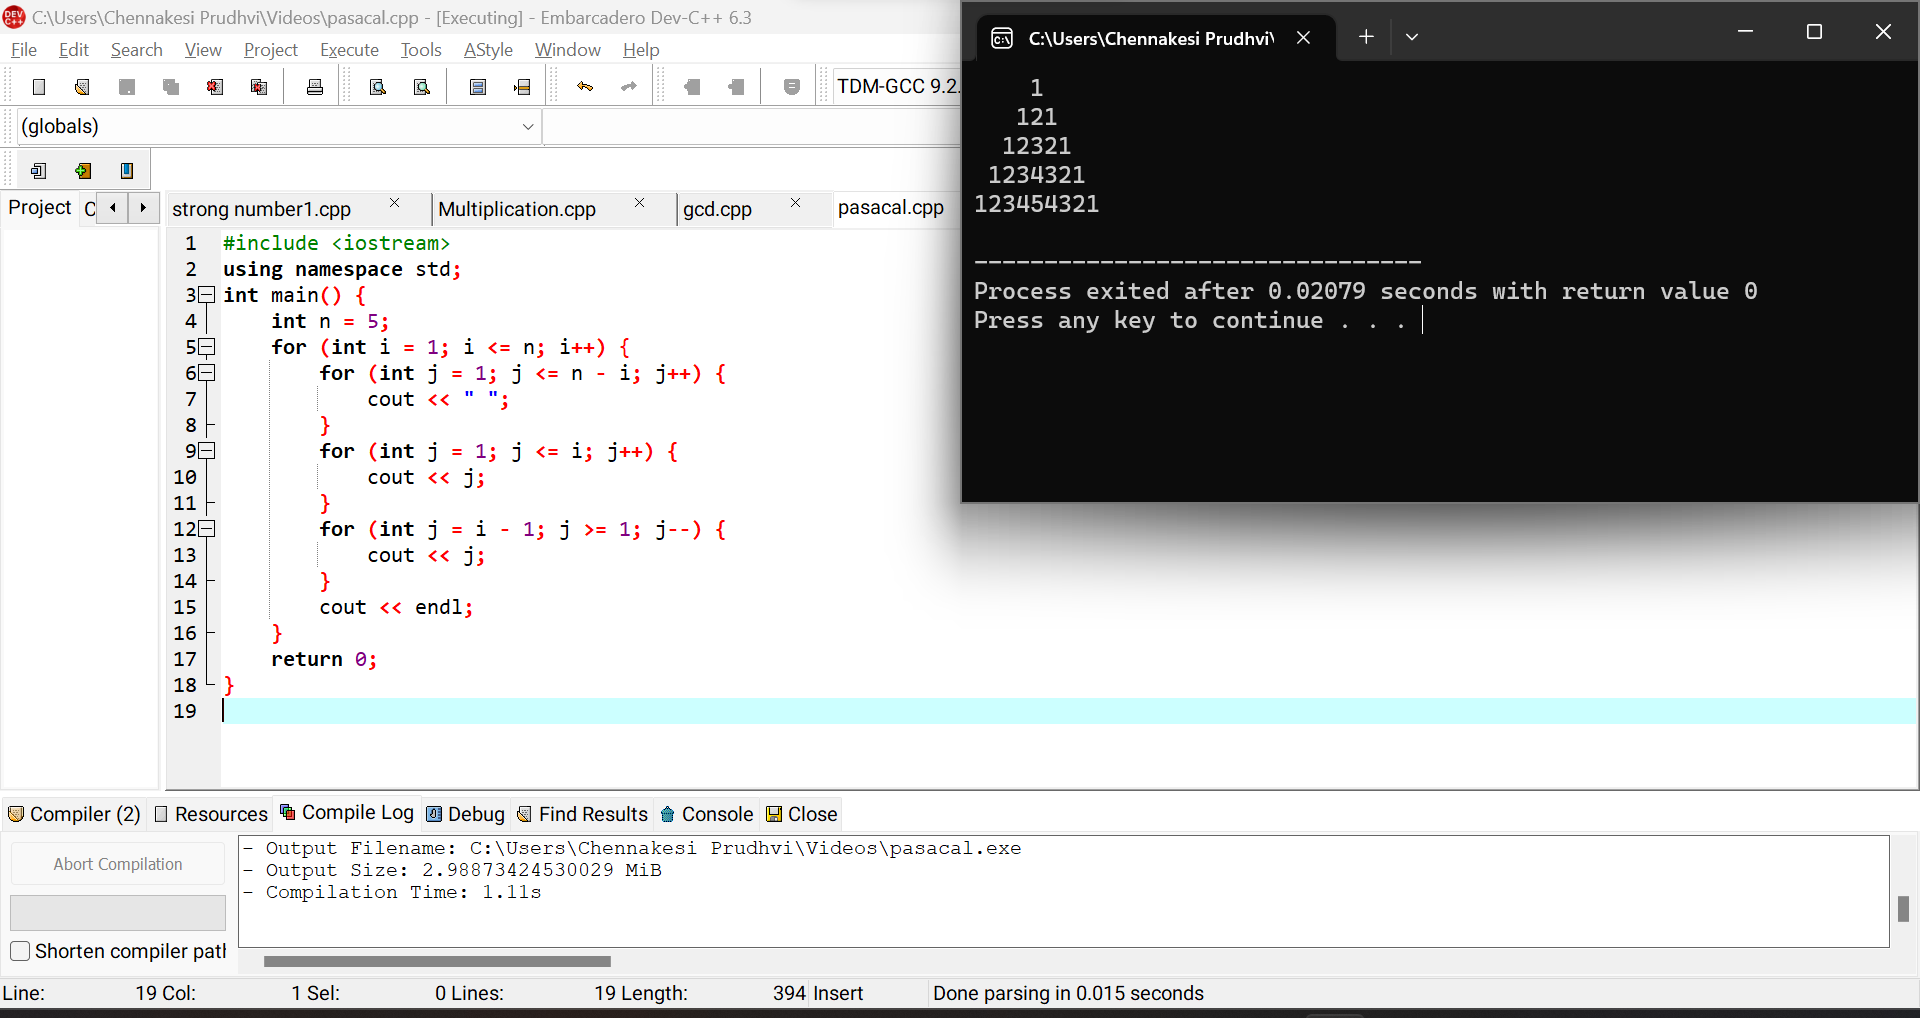 C:\Users\Chennakesi Prudhvi\Videos\pasacal.cpp - [Executing] - Embarcadero Dev-C++ 6.3
File Edit Search View Project Execute Tools AStyle Window Help
TDM-GCC 9.2.
(globals)
Project C
strong number1.cpp Multiplication.cpp gcd.cpp pasacal.cpp
1 #include <iostream>
2 using namespace std;
3 int main() {
4     int n = 5;
5     for (int i = 1; i <= n; i++) {
6         for (int j = 1; j <= n - i; j++) {
7             cout << " ";
8         }
9         for (int j = 1; j <= i; j++) {
10             cout << j;
11         }
12         for (int j = i - 1; j >= 1; j--) {
13             cout << j;
14         }
15         cout << endl;
16     }
17     return 0;
18 }
19
C:\Users\Chennakesi Prudhvi\
    1
   121
  12321
 1234321
123454321
--------------------------------
Process exited after 0.02079 seconds with return value 0
Press any key to continue . . .
Compiler (2) Resources Compile Log Debug Find Results Console Close
Abort Compilation
Shorten compiler path
- Output Filename: C:\Users\Chennakesi Prudhvi\Videos\pasacal.exe
- Output Size: 2.98873424530029 MiB
- Compilation Time: 1.11s
Line: 19 Col: 1 Sel: 0 Lines: 19 Length: 394 Insert Done parsing in 0.015 seconds